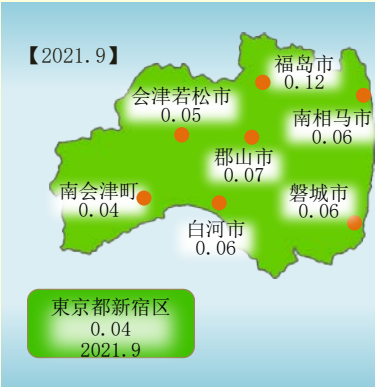 【2021.9】
福岛市
0.12
会津若松市
0.05
南相马市
0.06
郡山市
0.07
南会津町
0.04
磐城市
0.06
白河市
0.06
東京都新宿区
0.04
2021.9